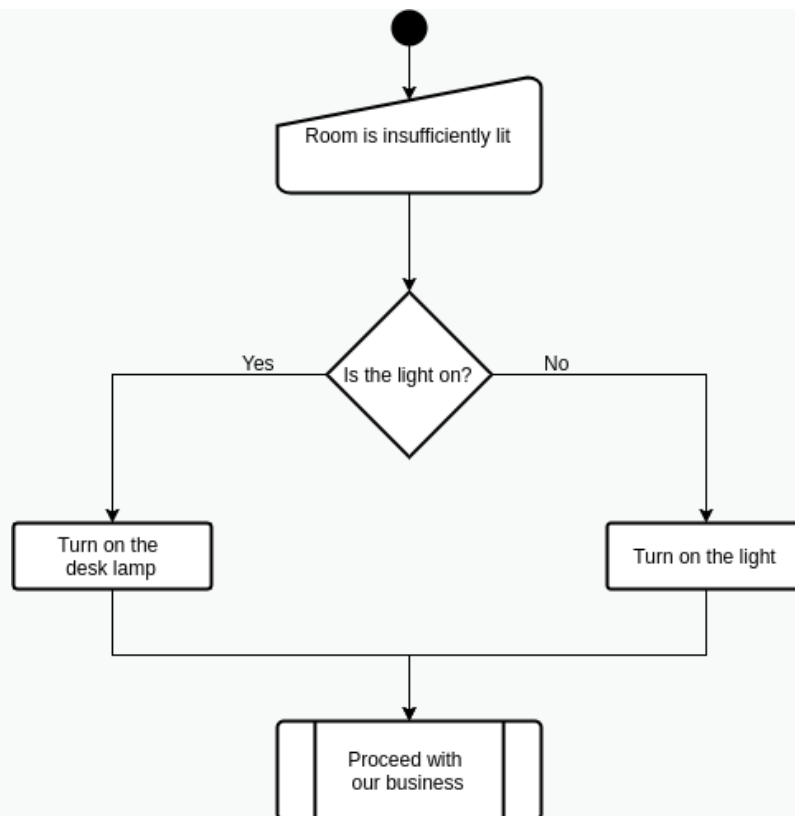 Room is insufficiently lit
Yes
Is the light on?
No
Turn on the
desk lamp
Turn on the light
Proceed with
our business